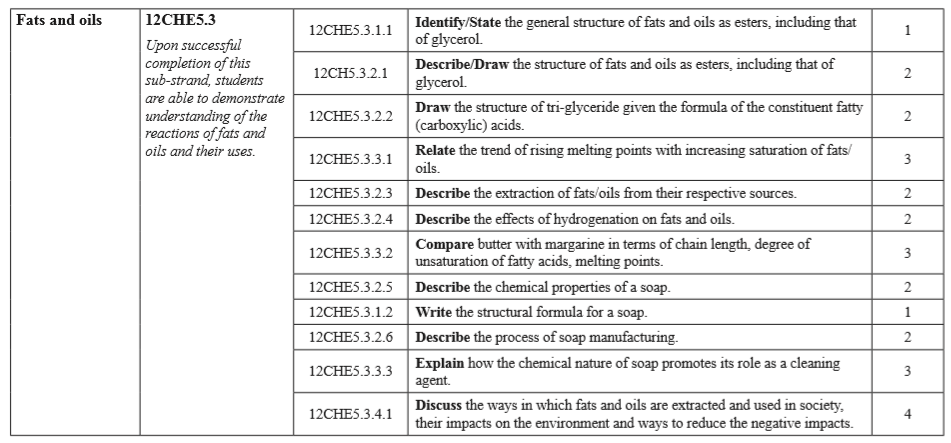 Fats and oils
12CHE5.3
Upon successful
completion of this
sub-strand, students
are able to demonstrate
understanding of the
reactions of fats and
oils and their uses.
12CHE5.3.1.1 Identify/State the general structure of fats and oils as esters, including that 1
of glycerol.
12CH5.3.2.1 Describe/Draw the structure of fats and oils as esters, including that of 2
glycerol.
12CHE5.3.2.2 Draw the structure of tri-glyceride given the formula of the constituent fatty 2
(carboxylic) acids.
12CHE5.3.3.1 Relate the trend of rising melting points with increasing saturation of fats/ 3
oils.
12CHE5.3.2.3 Describe the extraction of fats/oils from their respective sources. 2
12CHE5.3.2.4 Describe the effects of hydrogenation on fats and oils. 2
12CHE5.3.3.2 Compare butter with margarine in terms of chain length, degree of 3
unsaturation of fatty acids, melting points.
12CHE5.3.2.5 Describe the chemical properties of a soap. 2
12CHE5.3.1.2 Write the structural formula for a soap. 1
12CHE5.3.2.6 Describe the process of soap manufacturing. 2
12CHE5.3.3.3 Explain how the chemical nature of soap promotes its role as a cleaning 3
agent.
12CHE5.3.4.1 Discuss the ways in which fats and oils are extracted and used in society, 4
their impacts on the environment and ways to reduce the negative impacts.